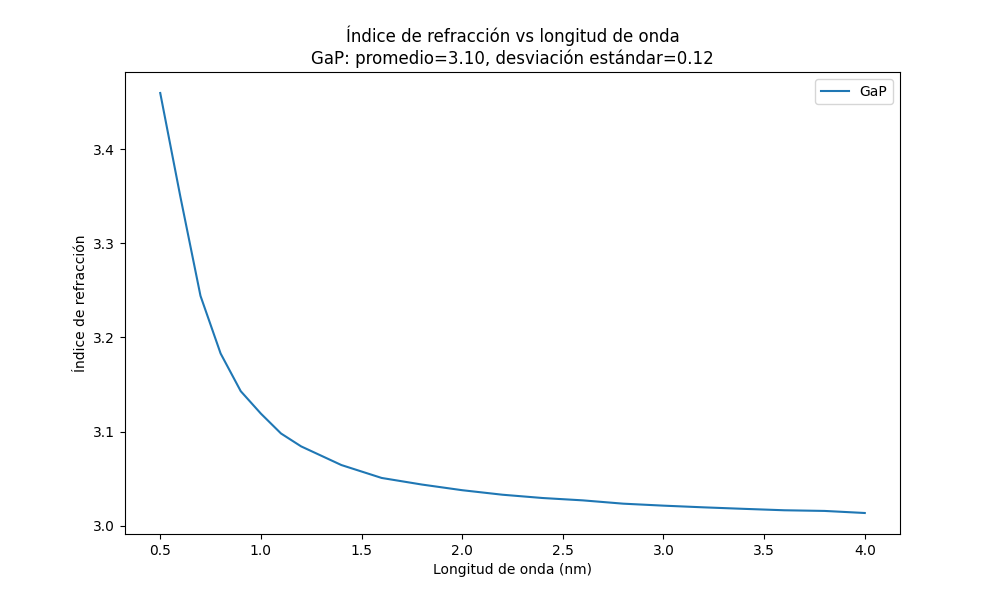 Índice de refracción vs longitud de onda
GaP: promedio=3.10, desviación estándar=0.12
GaP
Índice de refracción
3.4
3.3
3.2
3.1
3.0
0.5 1.0 1.5 2.0 2.5 3.0 3.5 4.0
Longitud de onda (nm)